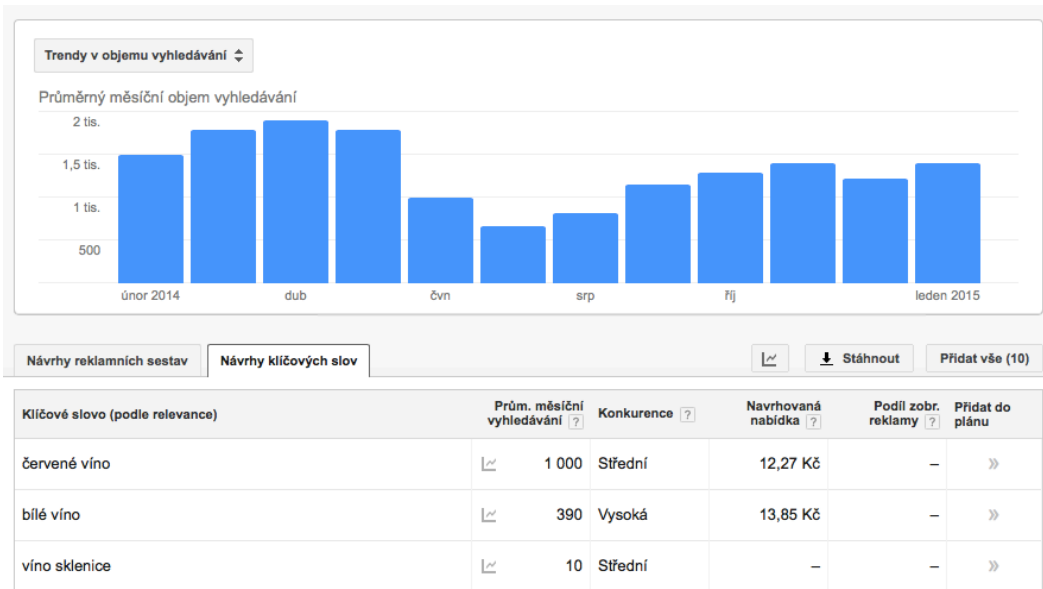 Trendy v objemu vyhledávání
Průměrný měsíční objem vyhledávání
2 tis.
1,5 tis.
1 tis.
500
únor 2014 dub čvn srp říj leden 2015
Návrhy reklamních sestav Návrhy klíčových slov Stáhnout Přidat vše (10)
Klíčové slovo (podle relevance) Prům. měsíční vyhledávání ? Konkurence ? Navrhovaná nabídka ? Podíl zobr. reklamy ? Přidat do plánu
červené víno 1 000 Střední 12,27 Kč – »
bílé víno 390 Vysoká 13,85 Kč – »
víno sklenice 10 Střední – – »